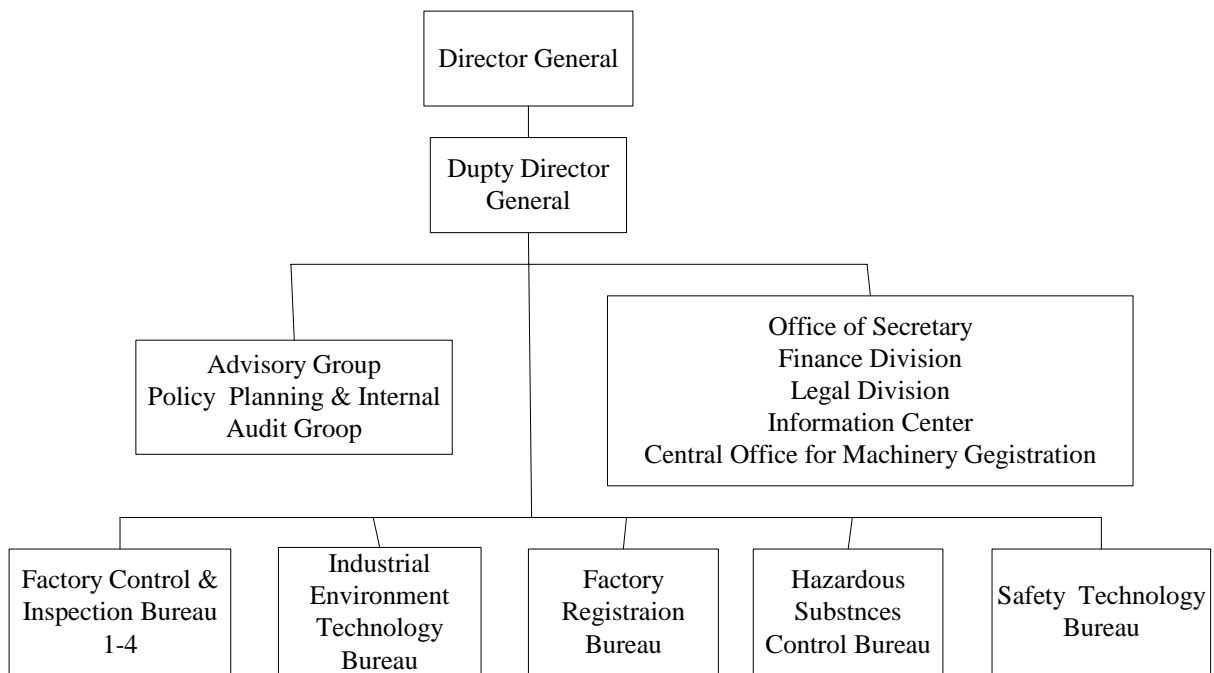 Director General
Dupty Director
General
Advisory Group
Policy Planning & Internal
Audit Groop
Office of Secretary
Finance Division
Legal Division
Information Center
Central Office for Machinery Gegistration
Factory Control &
Inspection Bureau
1-4
Industrial
Environment
Technology
Bureau
Factory
Registraion
Bureau
Hazardous
Substnces
Control Bureau
Safety Technology
Bureau